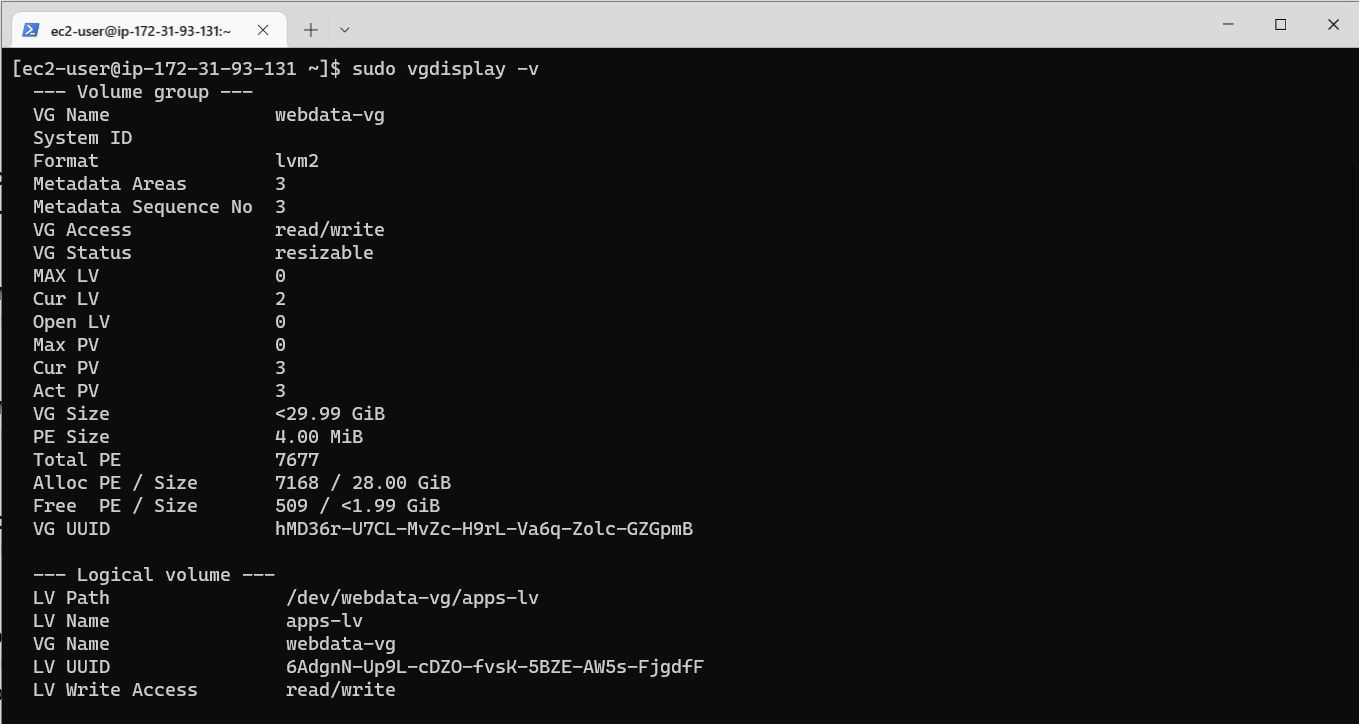 ec2-user@ip-172-31-93-131:~
[ec2-user@ip-172-31-93-131 ~]$ sudo vgdisplay -v
  --- Volume group ---
  VG Name               webdata-vg
  System ID
  Format                lvm2
  Metadata Areas        3
  Metadata Sequence No  3
  VG Access             read/write
  VG Status             resizable
  MAX LV                0
  Cur LV                2
  Open LV               0
  Max PV                0
  Cur PV                3
  Act PV                3
  VG Size               <29.99 GiB
  PE Size               4.00 MiB
  Total PE              7677
  Alloc PE / Size       7168 / 28.00 GiB
  Free  PE / Size       509 / <1.99 GiB
  VG UUID               hMD36r-U7CL-MvZc-H9rL-Va6q-Zolc-GZGpmB

  --- Logical volume ---
  LV Path                /dev/webdata-vg/apps-lv
  LV Name                apps-lv
  VG Name                webdata-vg
  LV UUID                6AdgnN-Up9L-cDZO-fvsK-5BZE-AW5s-FjgdfF
  LV Write Access        read/write